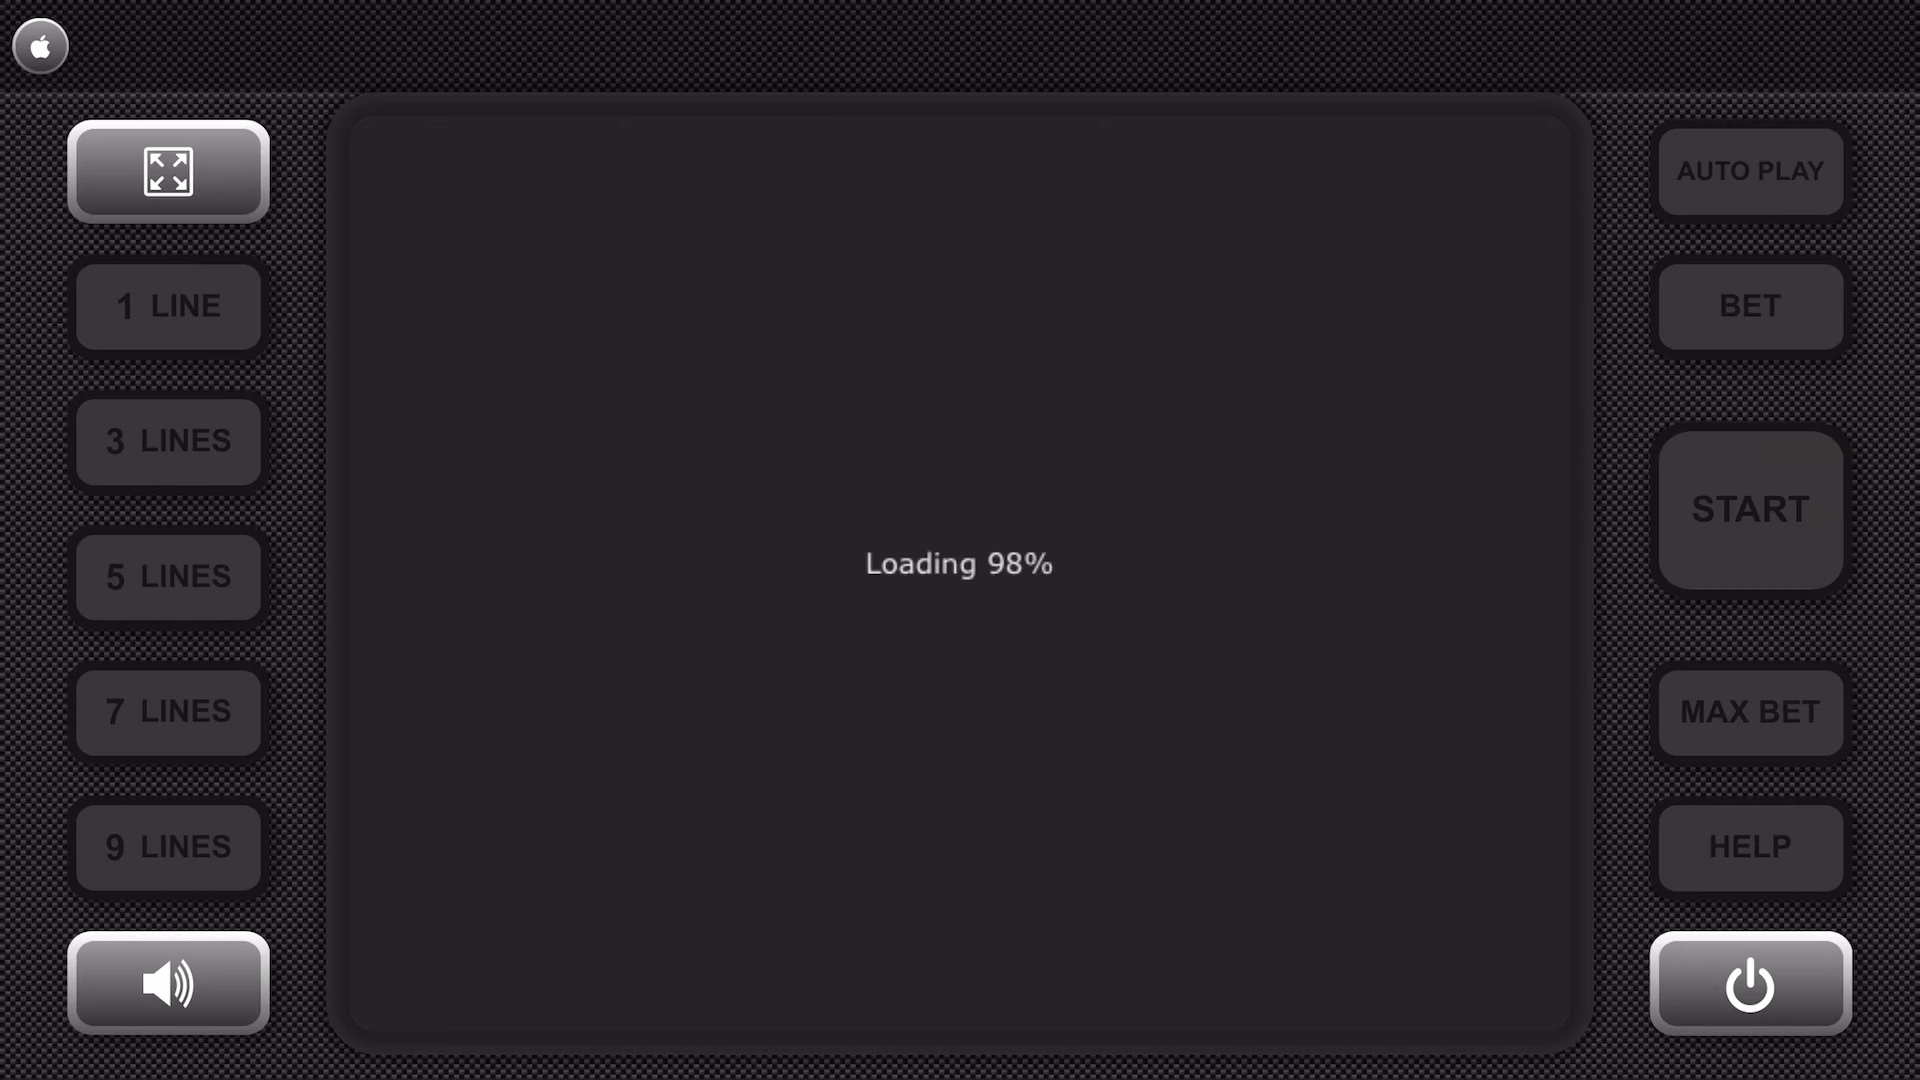 1 LINE
3 LINES
5 LINES
7 LINES
9 LINES
Loading 98%
AUTO PLAY
BET
START
MAX BET
HELP